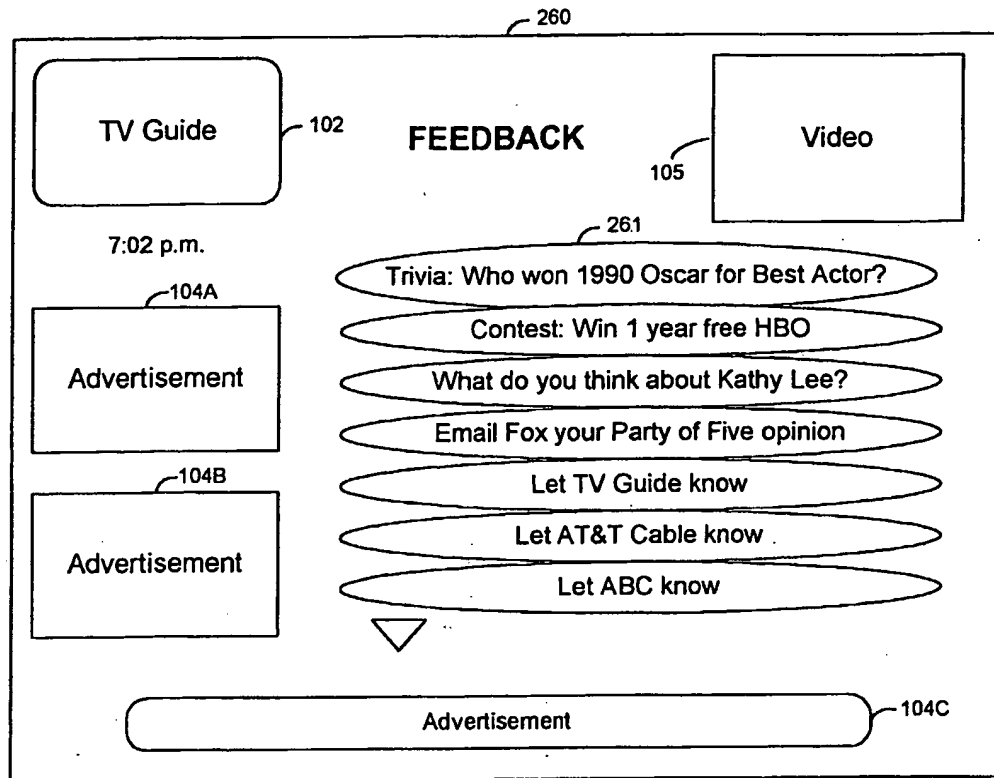 260
TV Guide
102
FEEDBACK
Video
105
7:02 p.m.
261
Trivia: Who won 1990 Oscar for Best Actor?
104A
Contest: Win 1 year free HBO
Advertisement
What do you think about Kathy Lee?
Email Fox your Party of Five opinion
104B
Let TV Guide know
Advertisement
Let AT&T Cable know
Let ABC know
Advertisement
104C